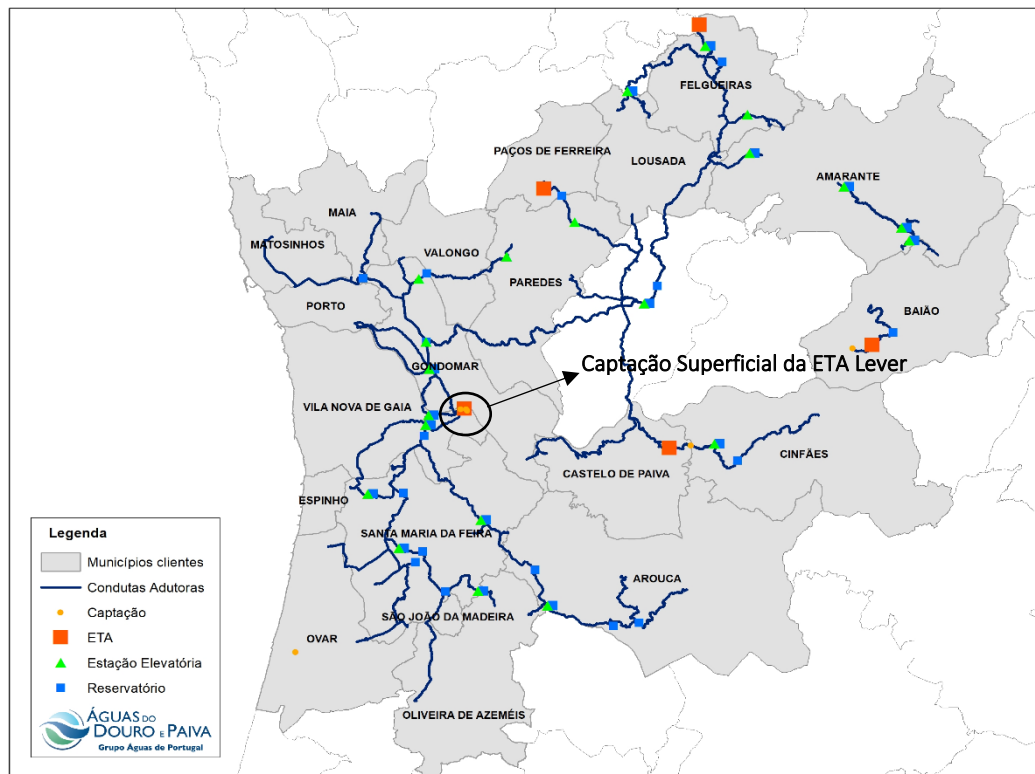 FELGUEIRAS
PAÇOS DE FERREIRA
LOUSADA
AMARANTE
MAIA
MATOSINHOS
VALONGO
PAREDES
PORTO
BAIÃO
GONDOMAR
Captação Superficial da ETA Lever
VILA NOVA DE GAIA
CINFÃES
CASTELO DE PAIVA
ESPINHO
SANTA MARIA DA FEIRA
AROUCA
SÃO JOÃO DA MADEIRA
OVAR
OLIVEIRA DE AZEMÉIS
Legenda
Municípios clientes
Condutas Adutoras
Captação
ETA
Estação Elevatória
Reservatório
ÁGUAS DO
DOURO E PAIVA
Grupo Águas de Portugal